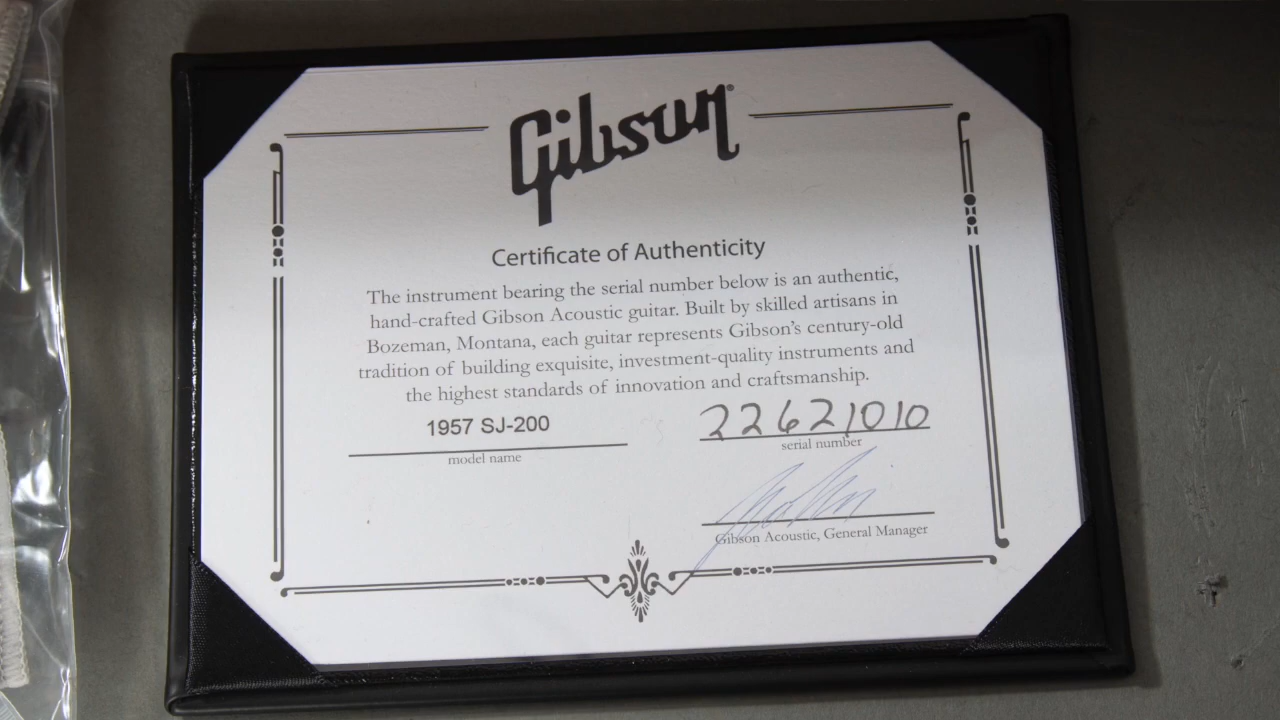 Gibson
Certificate of Authenticity
The instrument bearing the serial number below is an authentic,
hand-crafted Gibson Acoustic guitar. Built by skilled artisans in
Bozeman, Montana, each guitar represents Gibson's century-old
tradition of building exquisite, investment-quality instruments and
the highest standards of innovation and craftsmanship.
1957 SJ-200
model name
22621010
serial number
Gibson Acoustic, General Manager